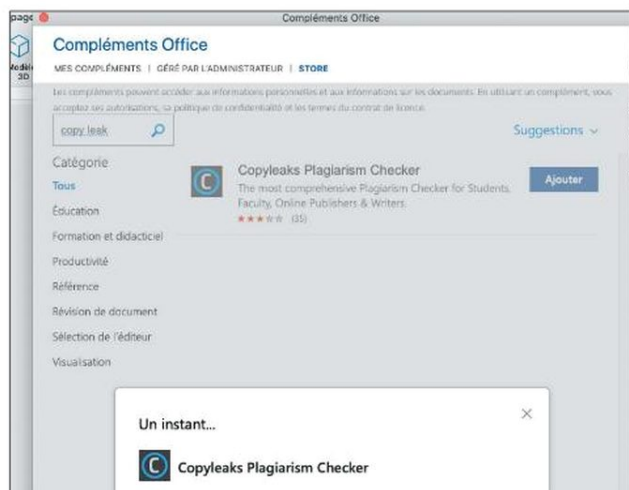 page
Compléments Office
Modèles
3D
Compléments Office
MES COMPLÉMENTS | GÉRÉ PAR L'ADMINISTRATEUR | STORE
Les compléments peuvent accéder aux informations personnelles et aux informations sur les documents. En utilisant un complément, vous
acceptez ses autorisations, sa politique de confidentialité et les termes du contrat de licence.
copy leak
Suggestions
Catégorie
Tous
Éducation
Formation et didacticiel
Productivité
Référence
Révision de document
Sélection de l'éditeur
Visualisation
Copyleaks Plagiarism Checker
The most comprehensive Plagiarism Checker for Students,
Faculty, Online Publishers & Writers.
(35)
Ajouter
Un instant...
Copyleaks Plagiarism Checker